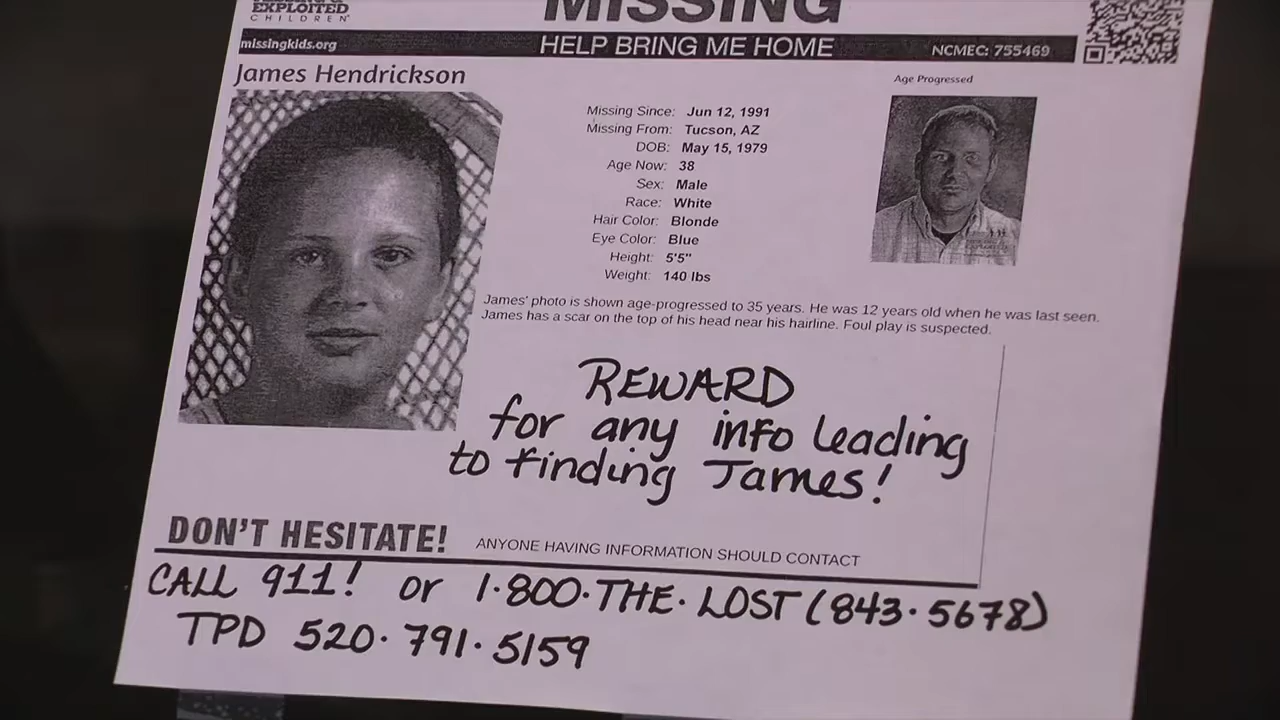 EXPLOITED
CHILDREN
MISSING
missingkids.org
HELP BRING ME HOME
NCMEC: 755469
James Hendrickson
Age Progressed
Missing Since: Jun 12, 1991
Missing From: Tucson, AZ
DOB: May 15, 1979
Age Now: 38
Sex: Male
Race: White
Hair Color: Blonde
Eye Color: Blue
Height: 5'5"
Weight: 140 lbs
James' photo is shown age-progressed to 35 years. He was 12 years old when he was last seen.
James has a scar on the top of his head near his hairline. Foul play is suspected.
REWARD
for any info leading
to finding James!
DON'T HESITATE!
ANYONE HAVING INFORMATION SHOULD CONTACT
CALL 911! or 1·800·THE·LOST (843·5678)
TPD 520·791·5159